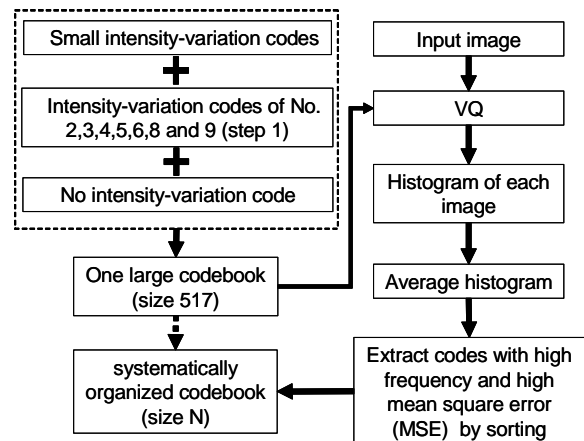 Small intensity-variation codes
+
Intensity-variation codes of No.
2,3,4,5,6,8 and 9 (step 1)
+
No intensity-variation code
One large codebook
(size 517)
systematically
organized codebook
(size N)
Input image
VQ
Histogram of each
image
Average histogram
Extract codes with high
frequency and high
mean square error
(MSE) by sorting